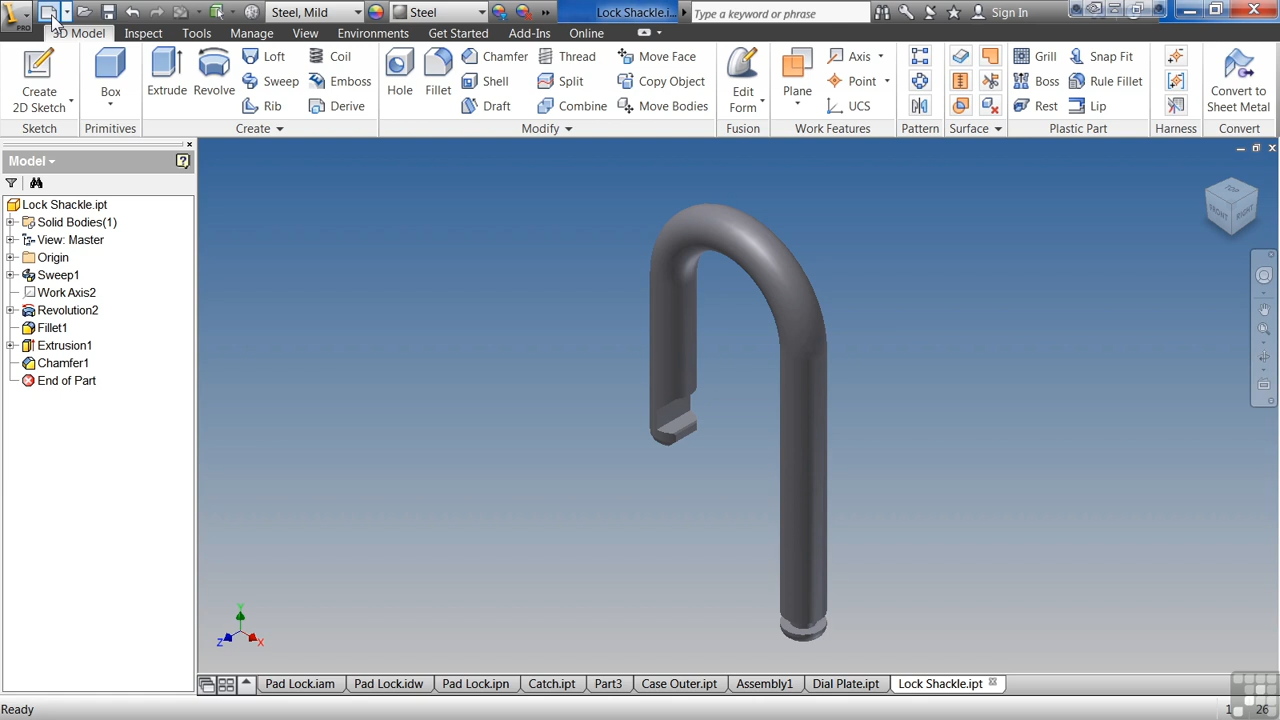 PRO
Steel, Mild
Steel
Lock Shackle.i...
Type a keyword or phrase
Sign In
3D Model
Inspect
Tools
Manage
View
Environments
Get Started
Add-Ins
Online
Create
2D Sketch
Box
Extrude
Revolve
Loft
Sweep
Rib
Coil
Emboss
Derive
Hole
Fillet
Chamfer
Shell
Draft
Thread
Split
Combine
Move Face
Copy Object
Move Bodies
Edit
Form
Plane
Axis
Point
UCS
Grill
Boss
Rest
Snap Fit
Rule Fillet
Lip
Convert to
Sheet Metal
Sketch
Primitives
Create
Modify
Fusion
Work Features
Pattern
Surface
Plastic Part
Harness
Convert
Model
Lock Shackle.ipt
Solid Bodies(1)
View: Master
Origin
Sweep1
Work Axis2
Revolution2
Fillet1
Extrusion1
Chamfer1
End of Part
TOP
FRONT
RIGHT
Y
Z
X
Pad Lock.iam
Pad Lock.idw
Pad Lock.ipn
Catch.ipt
Part3
Case Outer.ipt
Assembly1
Dial Plate.ipt
Lock Shackle.ipt
Ready
1
26